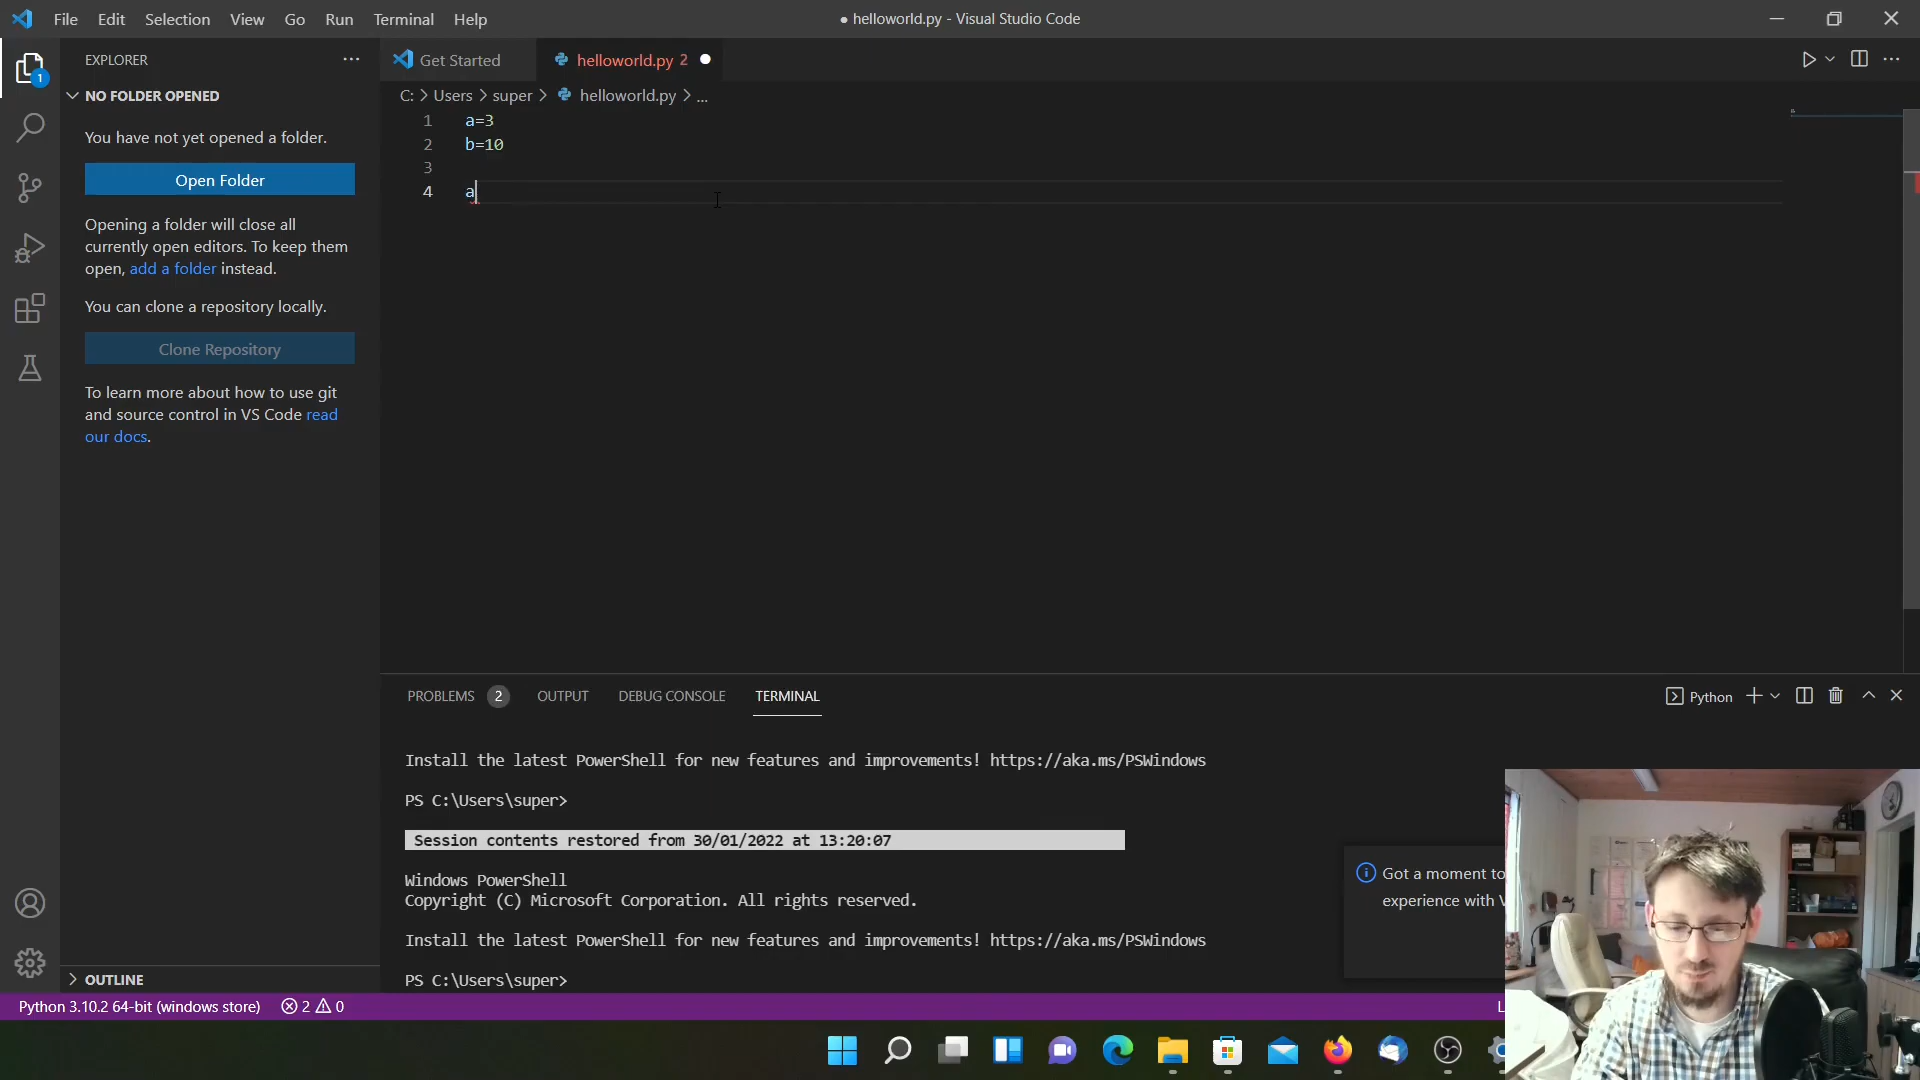 File Edit Selection View Go Run Terminal Help
● helloworld.py - Visual Studio Code
EXPLORER
Get Started
helloworld.py 2
1
NO FOLDER OPENED
C: > Users > super > helloworld.py > ...
You have not yet opened a folder.
Open Folder
Opening a folder will close all
currently open editors. To keep them
open, add a folder instead.
You can clone a repository locally.
Clone Repository
To learn more about how to use git
and source control in VS Code read
our docs.
1 a=3
2 b=10
3
4 a
PROBLEMS 2 OUTPUT DEBUG CONSOLE TERMINAL
Python
Install the latest PowerShell for new features and improvements! https://aka.ms/PSWindows
PS C:\Users\super>
Session contents restored from 30/01/2022 at 13:20:07
Windows PowerShell
Copyright (C) Microsoft Corporation. All rights reserved.
Install the latest PowerShell for new features and improvements! https://aka.ms/PSWindows
PS C:\Users\super>
Got a moment to
experience with V
OUTLINE
Python 3.10.2 64-bit (windows store) 2 0
L